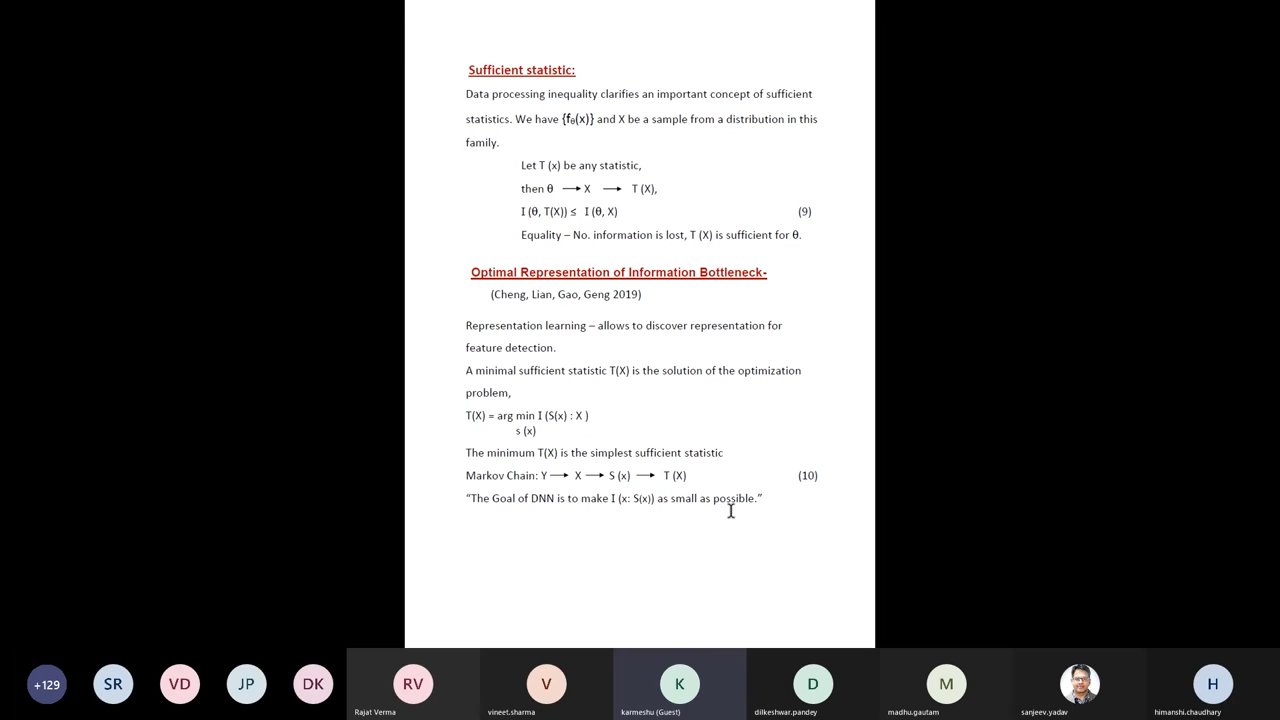 Sufficient statistic:
Data processing inequality clarifies an important concept of sufficient
statistics. We have {fθ(x)} and X be a sample from a distribution in this
family.
Let T (x) be any statistic,
then θ ⟶ X ⟶ T (X),
I (θ, T(X)) ≤ I (θ, X) (9)
Equality – No. information is lost, T (X) is sufficient for θ.
Optimal Representation of Information Bottleneck-
(Cheng, Lian, Gao, Geng 2019)
Representation learning – allows to discover representation for
feature detection.
A minimal sufficient statistic T(X) is the solution of the optimization
problem,
T(X) = arg min I (S(x) : X )
s (x)
The minimum T(X) is the simplest sufficient statistic
Markov Chain: Y ⟶ X ⟶ S (x) ⟶ T (X) (10)
“The Goal of DNN is to make I (x: S(x)) as small as possible.”
+129 SR VD JP DK RV V K D M H
Rajat Verma vineet.sharma karmeshu (Guest) dilkeshwar.pandey madhu.gautam sanjeev.yadav himanshi.chaudhary